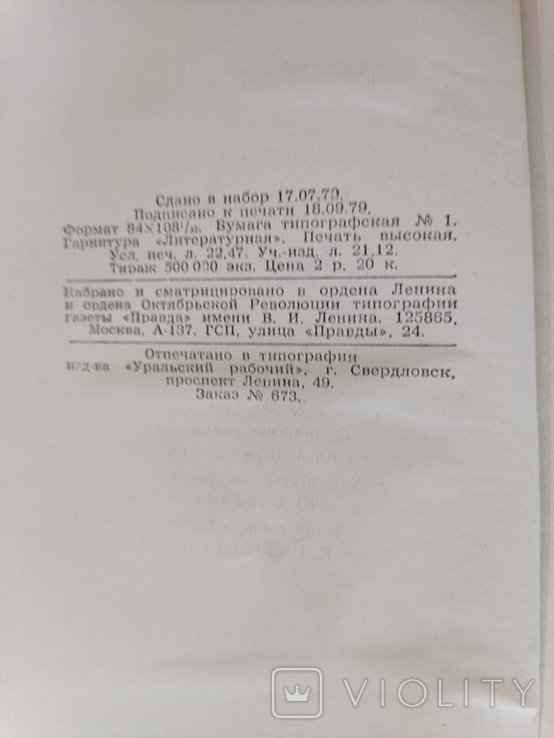 Сдано в набор 17.07.79.
Подписано к печати 18.09.79.
Формат 84×108¹/₃₂. Бумага типографская № 1.
Гарнитура «Литературная». Печать высокая.
Усл. печ. л. 22,47. Уч.-изд. л. 21,12.
Тираж 500 000 экз. Цена 2 р. 20 к.
Набрано и сматрицировано в ордена Ленина
и ордена Октябрьской Революции типографии
газеты «Правда» имени В. И. Ленина. 125865,
Москва, А-137, ГСП, улица «Правды», 24.
Отпечатано в типографии
изд-ва «Уральский рабочий», г. Свердловск,
проспект Ленина, 49.
Заказ № 673.
VIOLITY